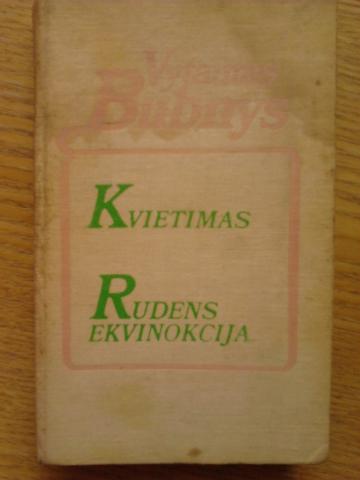 Vytautas
Bubnys
KVIETIMAS
RUDENS
EKVINOKCIJA